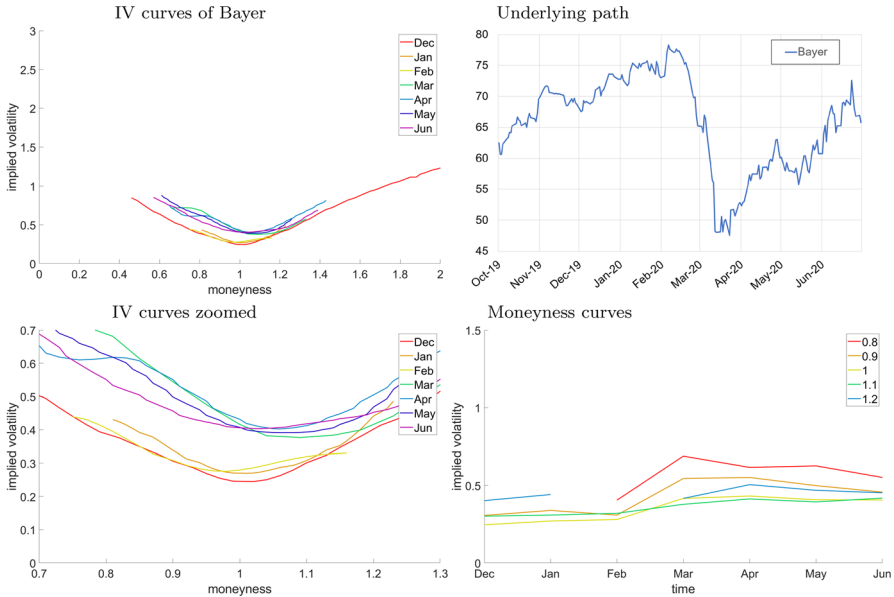 IV curves of Bayer
3
2.5
2
1.5
1
0.5
0
implied volatility
0 0.2 0.4 0.6 0.8 1 1.2 1.4 1.6 1.8 2
moneyness
Dec
Jan
Feb
Mar
Apr
May
Jun
Underlying path
80
75
70
65
60
55
50
45
Bayer
Oct-19 Nov-19 Dec-19 Jan-20 Feb-20 Mar-20 Apr-20 May-20 Jun-20
IV curves zoomed
0.7
0.6
0.5
0.4
0.3
0.2
0.1
0
implied volatility
0.7 0.8 0.9 1 1.1 1.2 1.3
moneyness
Dec
Jan
Feb
Mar
Apr
May
Jun
Moneyness curves
1.5
1
0.5
0
implied volatility
Dec Jan Feb Mar Apr May Jun
time
0.8
0.9
1
1.1
1.2